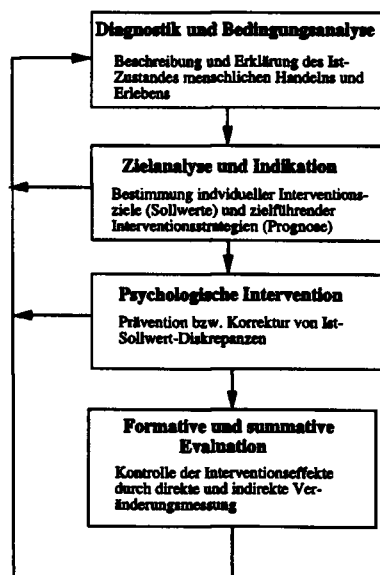 Diagnostik und Bedingungsanalyse
Beschreibung und Erklärung des Ist-
Zustandes menschlichen Handelns und
Erlebens
Zielanalyse und Indikation
Bestimmung indvidueller Interventions-
ziele (Sollwerte) und zielführender
Interventionsstrategien (Prognose)
Psychologische Intervention
Prävention bzw. Korrektur von Ist-
Sollwert-Diskrepanzen
Formative und summative
Evaluation
Kontrolle der Interventionseffekte
durch direkte und indirekte Ver-
änderungsmessung